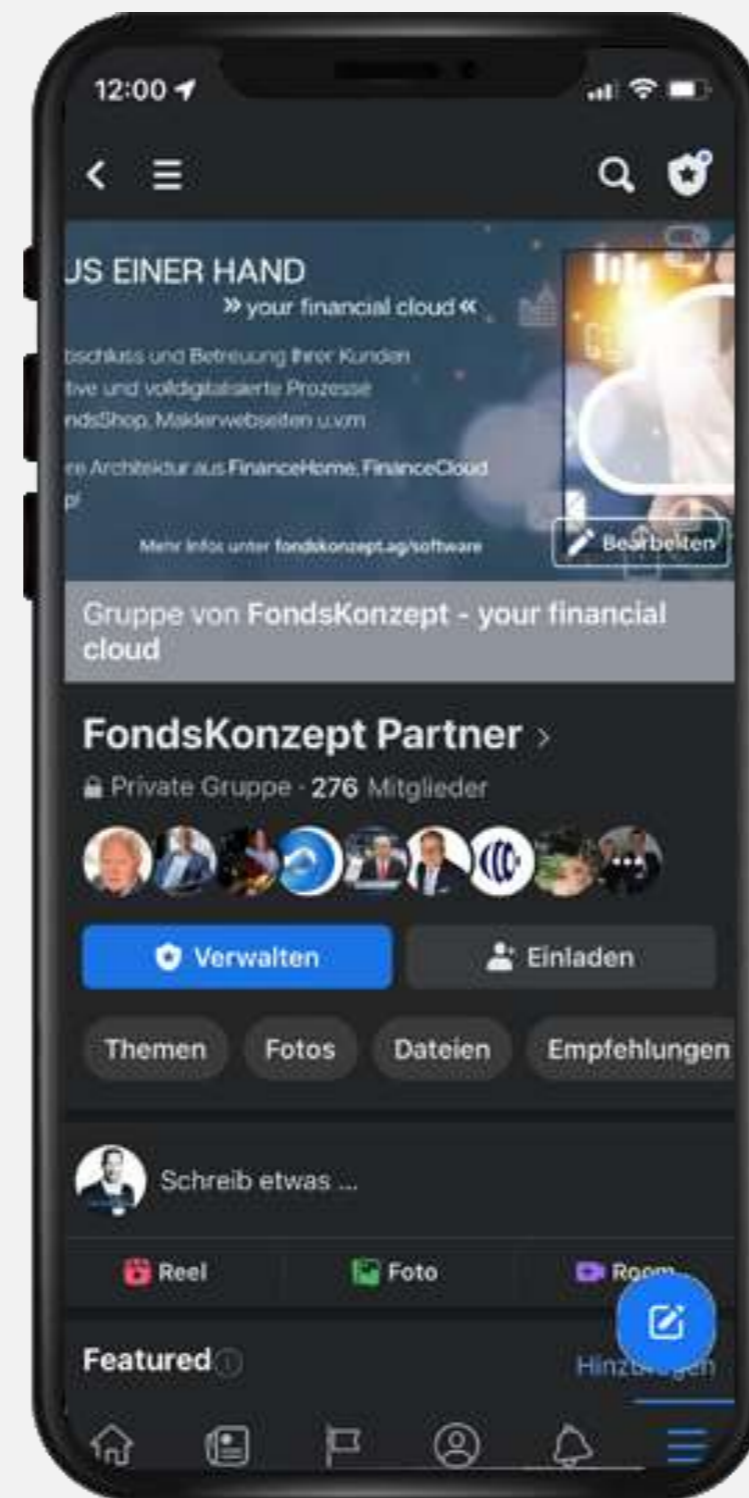 12:00
US EINER HAND
» your financial cloud «
bschluss und Betreuung Ihrer Kunden
tive und volldigitalisierte Prozesse
ndsShop, Maklerwebseiten u.v.m
re Architektur aus FinanceHome, FinanceCloud
p!
Mehr Infos unter fondskonzept.ag/software
Bearbeiten
Gruppe von FondsKonzept - your financial
cloud
FondsKonzept Partner >
Private Gruppe · 276 Mitglieder
Verwalten
Einladen
Themen
Fotos
Dateien
Empfehlungen
Schreib etwas ...
Reel
Foto
Room
Featured
Hinzufügen